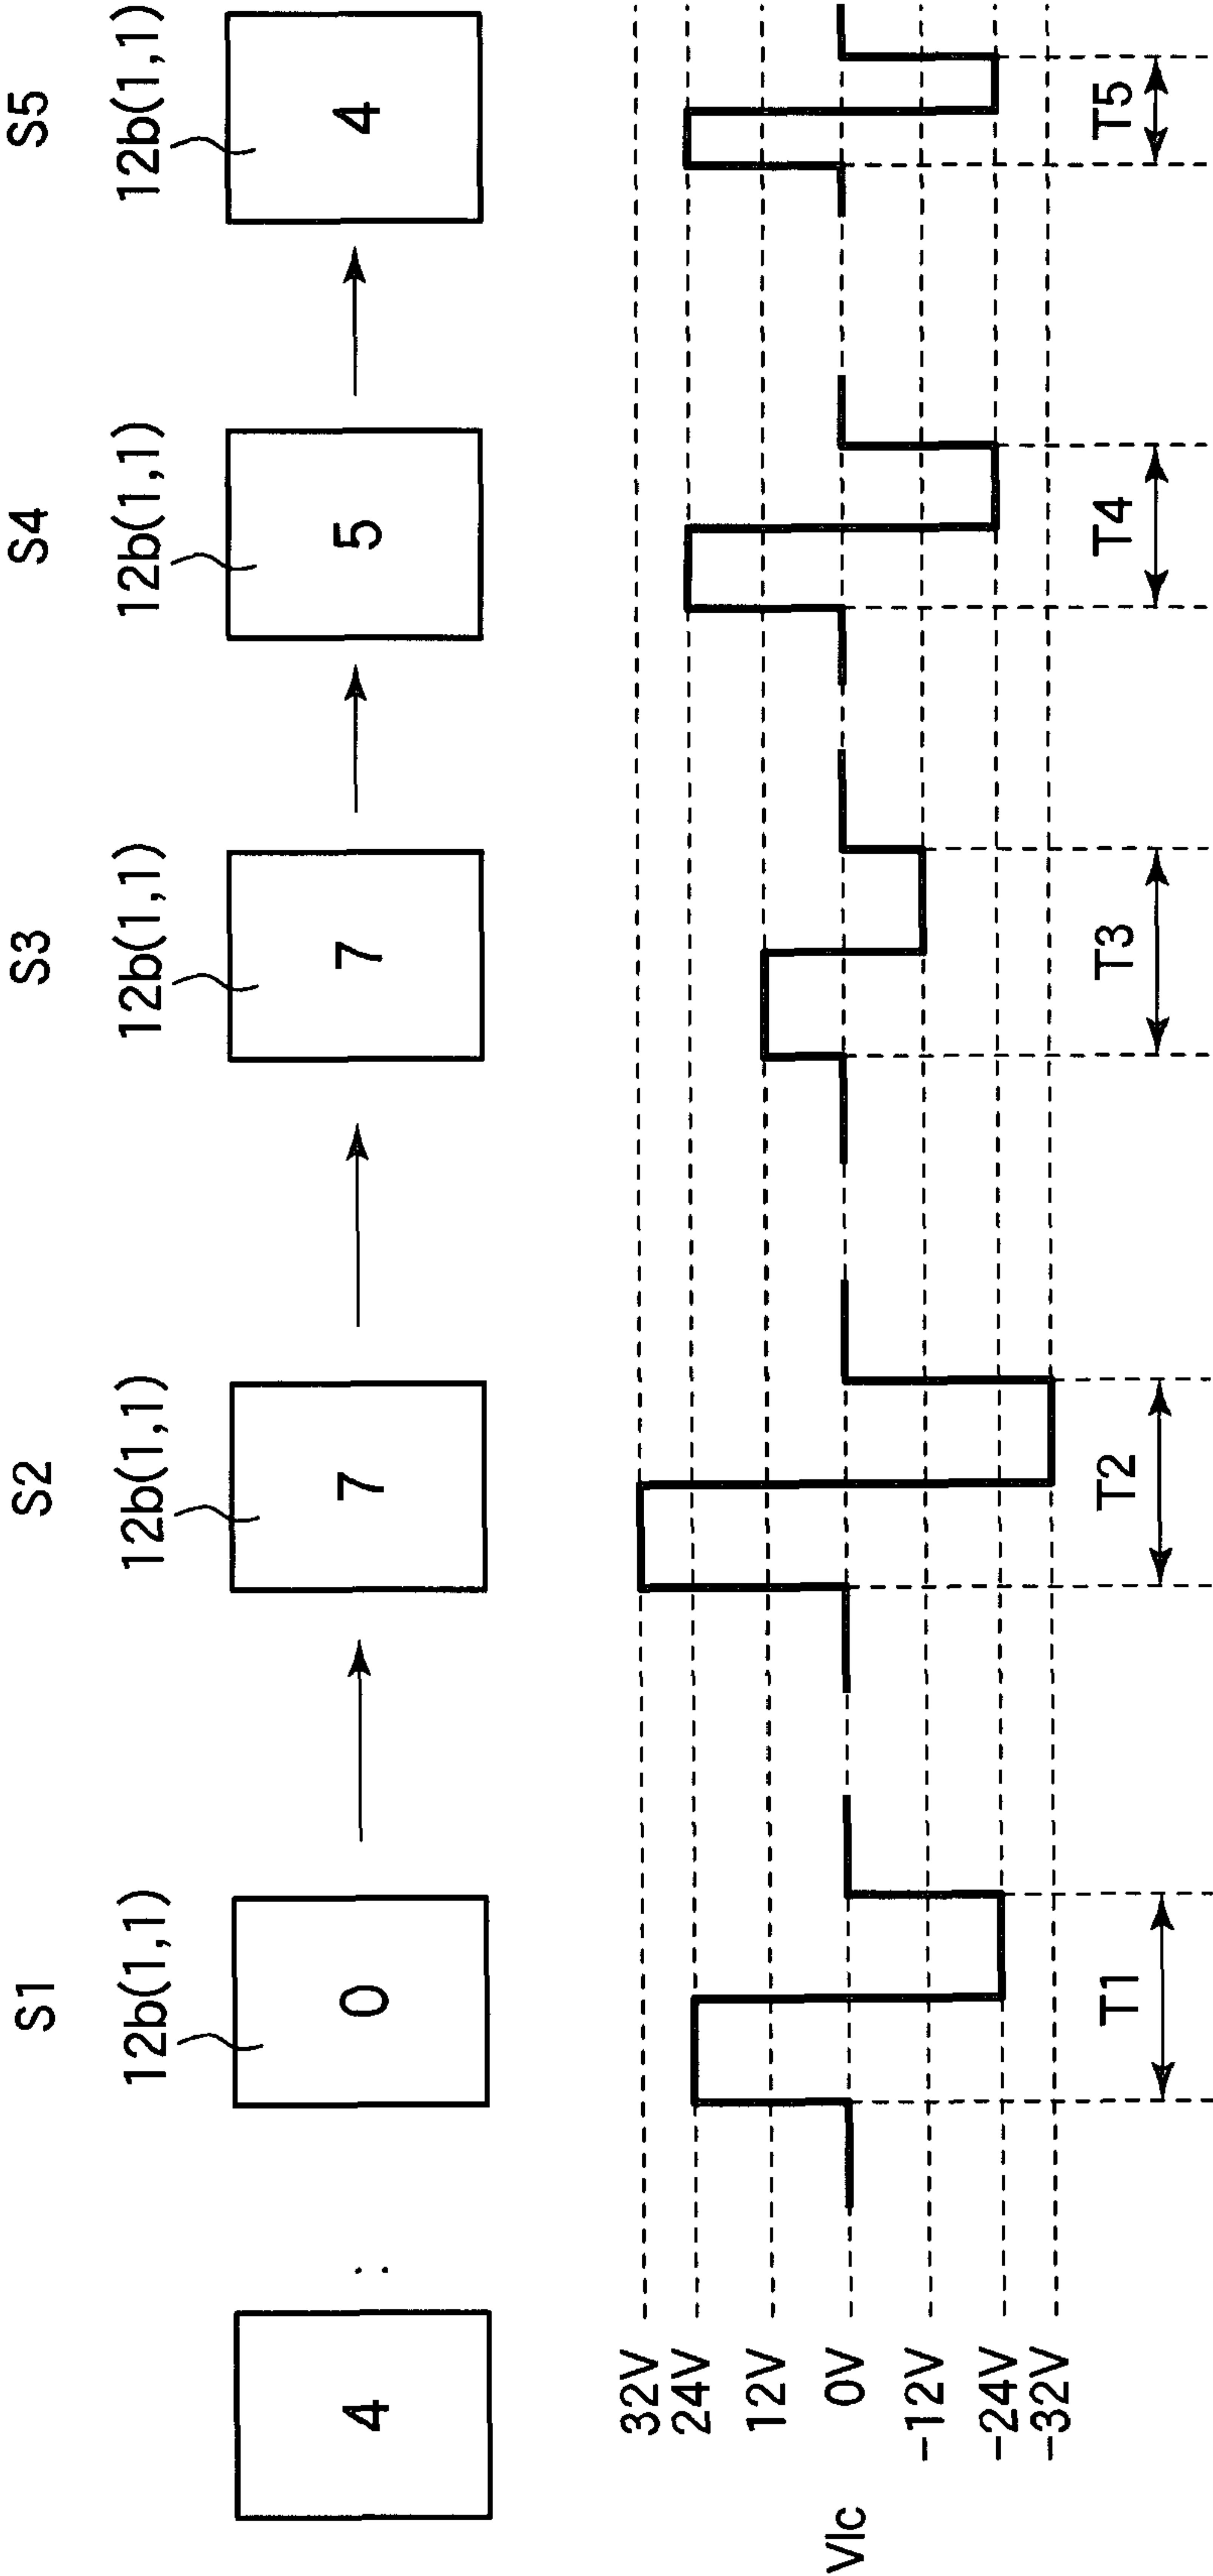 S1 S2 S3 S4 S5
12b(1,1) 12b(1,1) 12b(1,1) 12b(1,1) 12b(1,1)
4 : 0 7 7 5 4
32V
24V
12V
Vlc 0V
-12V
-24V
-32V
T1 T2 T3 T4 T5